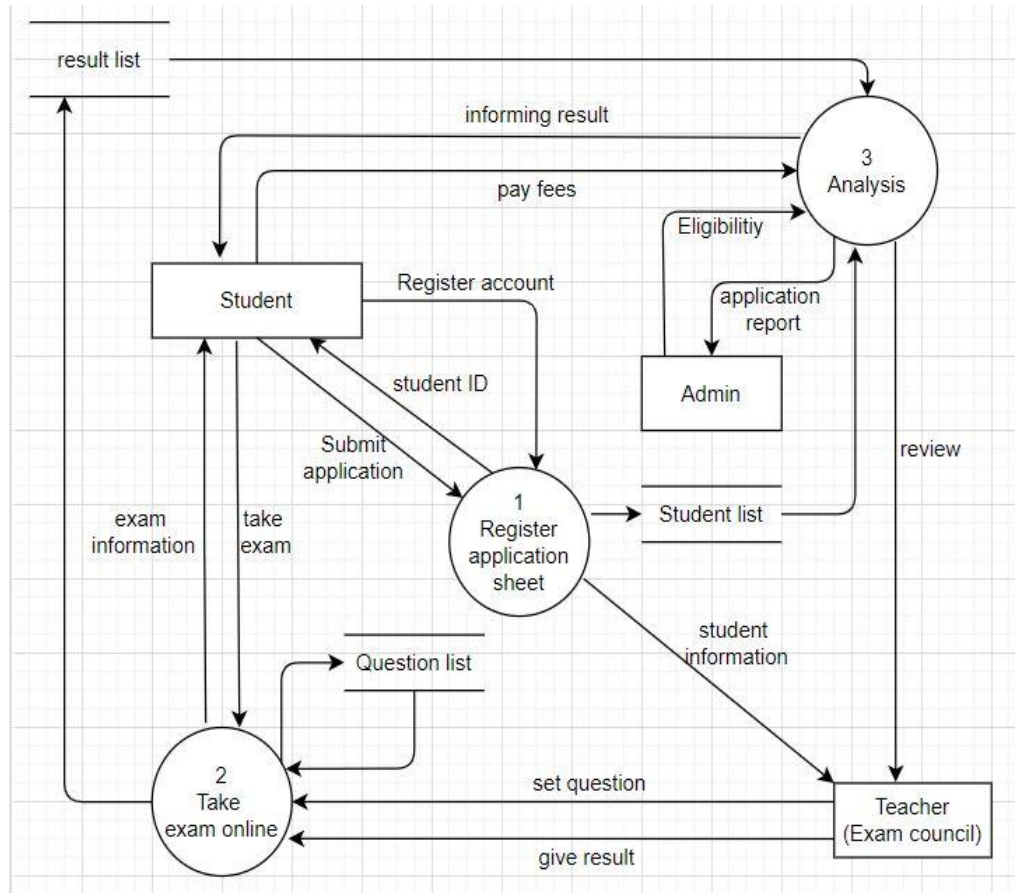 result list
informing result
3
Analysis
pay fees
Eligibilitiy
Register account
Student
application
report
student ID
Admin
Submit
application
review
1
Register
application
sheet
Student list
exam
information
take
exam
student
information
Question list
2
Take
exam online
set question
Teacher
(Exam council)
give result